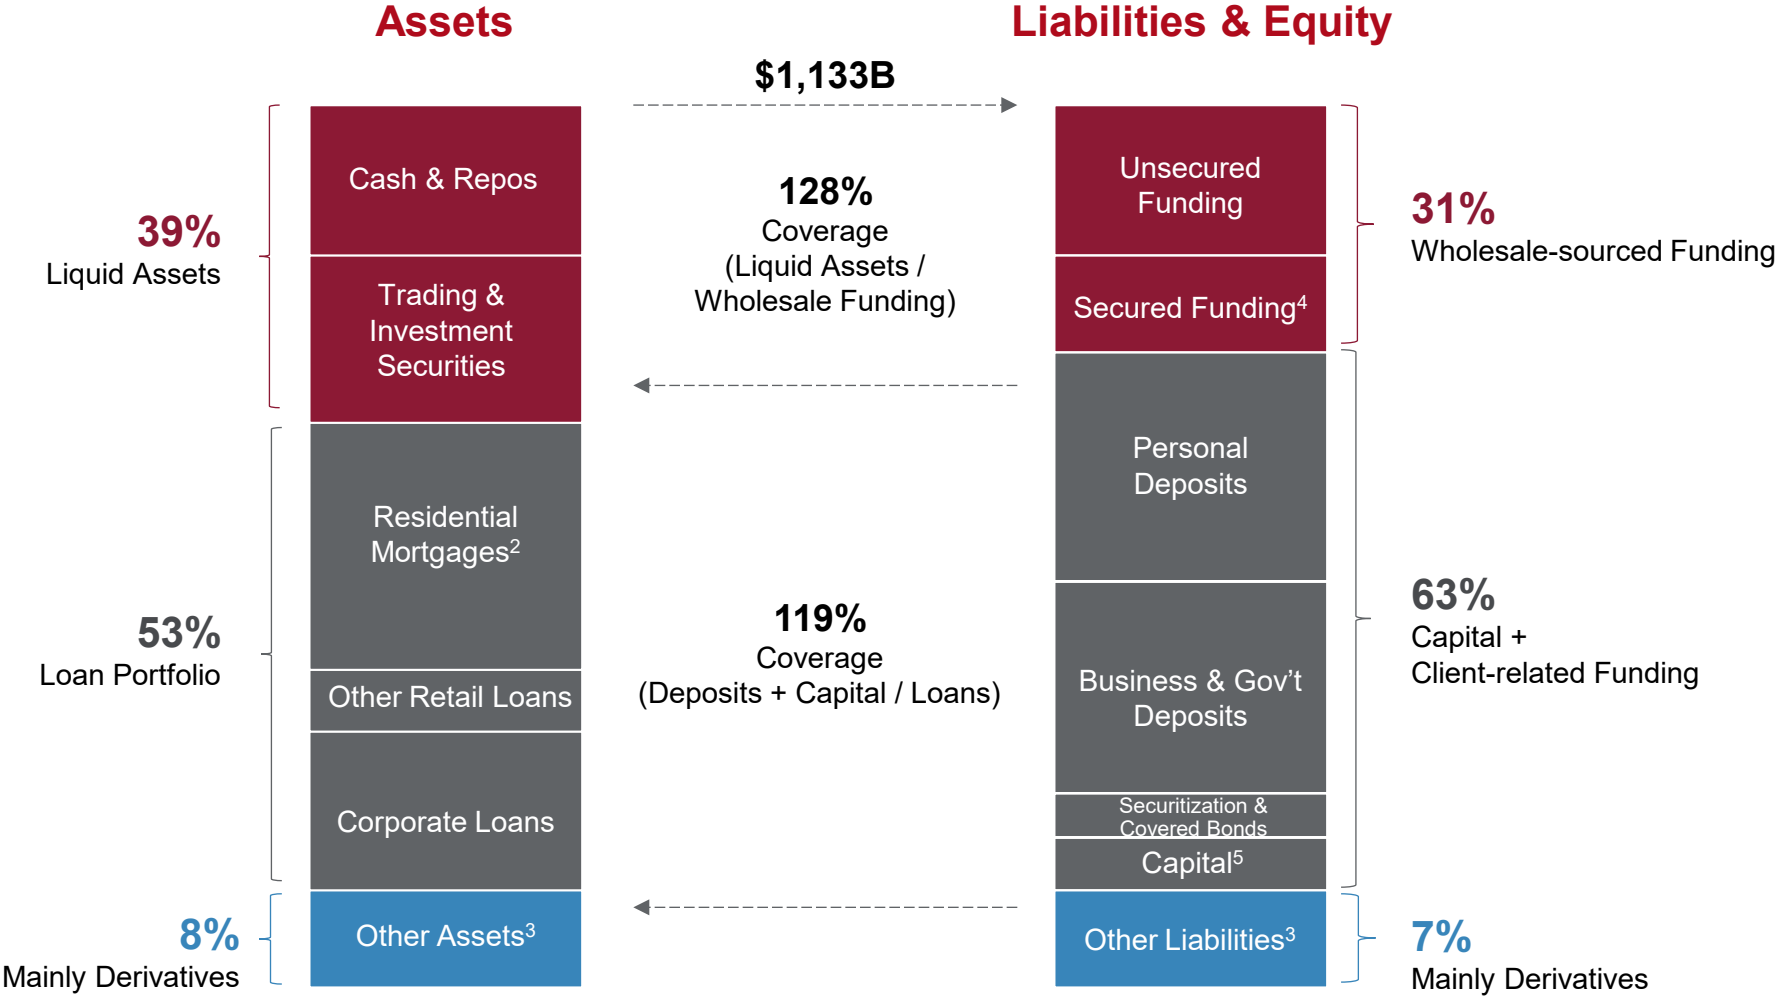 Assets
Liabilities & Equity
$1,133B
39%
Liquid Assets
Cash & Repos
Trading &
Investment
Securities
128%
Coverage
(Liquid Assets /
Wholesale Funding)
Unsecured
Funding
Secured Funding4
31%
Wholesale-sourced Funding
53%
Loan Portfolio
Residential
Mortgages2
Other Retail Loans
Corporate Loans
119%
Coverage
(Deposits + Capital / Loans)
Personal
Deposits
Business & Gov’t
Deposits
Securitization &
Covered Bonds
Capital5
63%
Capital +
Client-related Funding
8%
Mainly Derivatives
Other Assets3
Other Liabilities3
7%
Mainly Derivatives